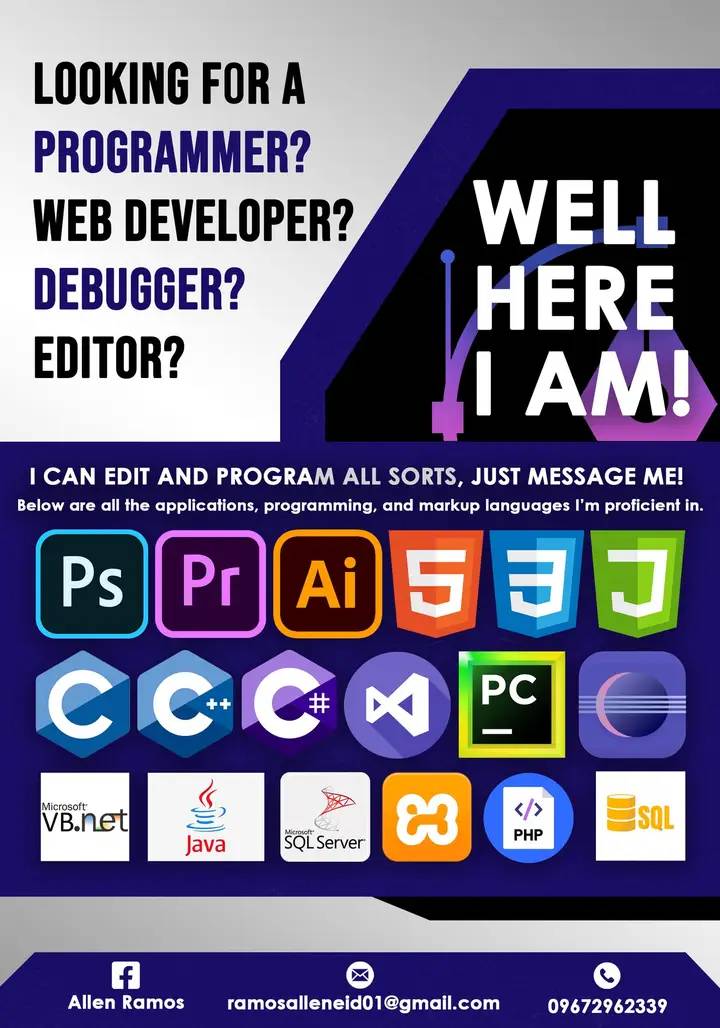 LOOKING FOR A
PROGRAMMER?
WEB DEVELOPER?
DEBUGGER?
EDITOR?
WELL
HERE
I AM!
I CAN EDIT AND PROGRAM ALL SORTS, JUST MESSAGE ME!
Below are all the applications, programming, and markup languages I'm proficient in.
Ps Pr Ai 5 3 J
C C++ C# PC
Microsoft VB.net
Java
Microsoft SQL Server
PHP
SQL
Allen Ramos
ramosalleneid01@gmail.com
09672962339